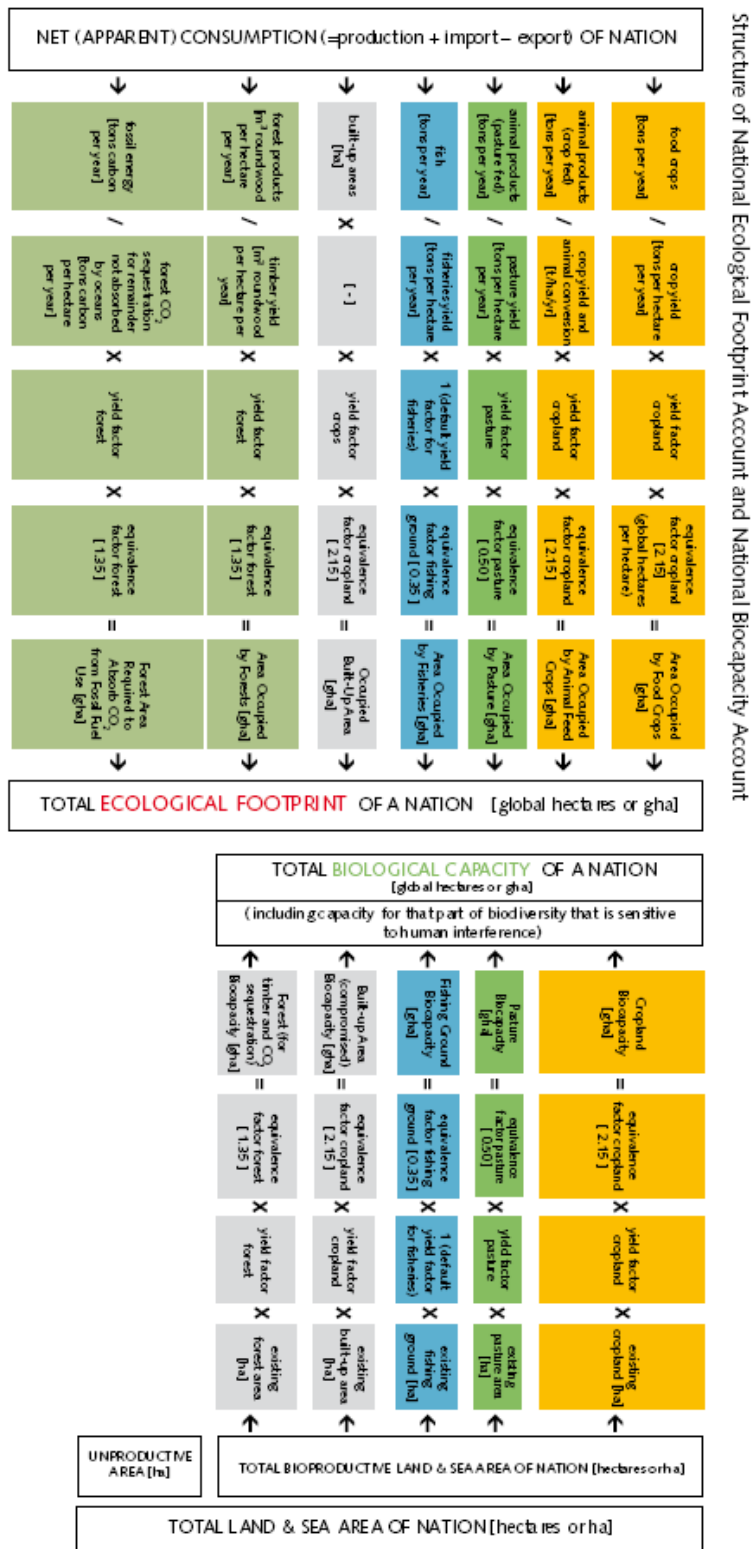 Structure of National Ecological Footprint Account and National Biocapacity Account
NET (APPARENT) CONSUMPTION (=production + import – export) OF NATION
fossil energy
[tons carbon
per year]
/
forest CO2
sequestration
for remainder
not absorbed
by oceans
[tons carbon
per hectare
per year]
X
yield factor
forest
X
equivalence
factor forest
[ 1.35 ]
=
Forest Area
Required to
Absorb CO2
from Fossil Fuel
Use [gha]
forest products
[m³ roundwood
per hectare
per year]
/
timber yield
[m³ roundwood
per hectare per
year]
X
yield factor
forest
X
equivalence
factor forest
[ 1.35 ]
=
Area Occupied
by Forests [gha]
built-up areas
[ha]
X
[ - ]
X
yield factor
crops
X
equivalence
factor cropland
[ 2.15 ]
=
Occupied
Built-Up Area
[gha]
fish
[tons per
year]
/
fisheries yield
[tons per hectare
per year]
X
1 (default yield
factor for
fisheries)
X
equivalence
factor fishing
ground [ 0.35 ]
=
Area Occupied
by Fisheries [gha]
animal products
(pasture fed)
[tons per year]
/
pasture yield
[tons per hectare
per year]
X
yield factor
pasture
X
equivalence
factor pasture
[ 0.50 ]
=
Area Occupied
by Pasture [gha]
animal products
(crop fed)
[tons per year]
/
crop yield and
animal conversion
[t/ha/yr]
X
yield factor
cropland
X
equivalence
factor cropland
[ 2.15 ]
=
Area Occupied
by Animal Feed
Crops [gha]
food crops
[tons per year]
/
crop yield
[tons per hectare
per year]
X
yield factor
cropland
X
equivalence
factor cropland
[2.15]
(global hectares
per hectare)
=
Area Occupied
by Food Crops
[gha]
TOTAL ECOLOGICAL FOOTPRINT OF A NATION [global hectares or gha]
TOTAL BIOLOGICAL CAPACITY OF A NATION
[global hectares or gha]
(including capacity for that part of biodiversity that is sensitive
to human interference)
Forest (for
timber and CO2
sequestration)
Biocapacity [gha]
=
equivalence
factor forest
[ 1.35 ]
X
yield factor
forest
X
existing
forest area
[ha]
Built-up Area
(compromised)
Biocapacity [gha]
=
equivalence
factor cropland
[ 2.15 ]
X
yield factor
cropland
X
existing
built-up area
[ha]
Fishing Ground
Biocapacity
[gha]
=
equivalence
factor fishing
ground [ 0.35 ]
X
1 (default
yield factor
for fisheries)
X
existing
fishing
ground [ha]
Pasture
Biocapacity
[gha]
=
equivalence
factor pasture
[ 0.50 ]
X
yield factor
pasture
X
existing
pasture area
[ha]
Cropland
Biocapacity
[gha]
=
equivalence
factor cropland
[ 2.15 ]
X
yield factor
cropland
X
existing
cropland [ha]
UNPRODUCTIVE
AREA [ha]
TOTAL BIOPRODUCTIVE LAND & SEA AREA OF NATION [hectares or ha]
TOTAL LAND & SEA AREA OF NATION [hectares or ha]